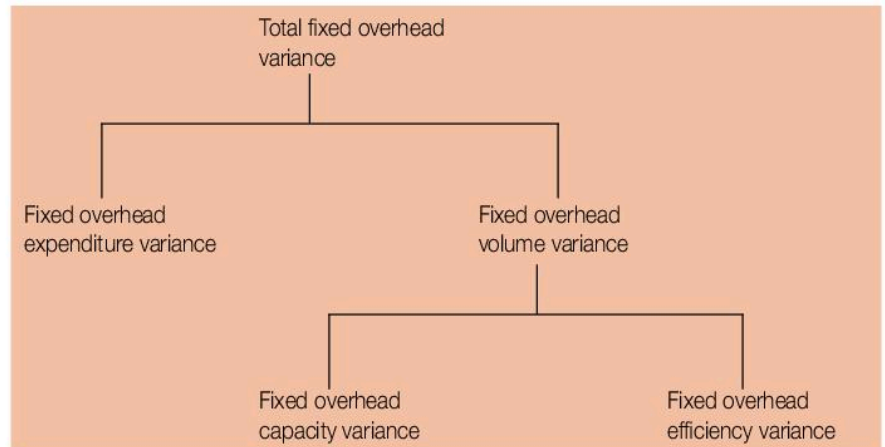 Total fixed overhead
variance
Fixed overhead
expenditure variance
Fixed overhead
volume variance
Fixed overhead
capacity variance
Fixed overhead
efficiency variance